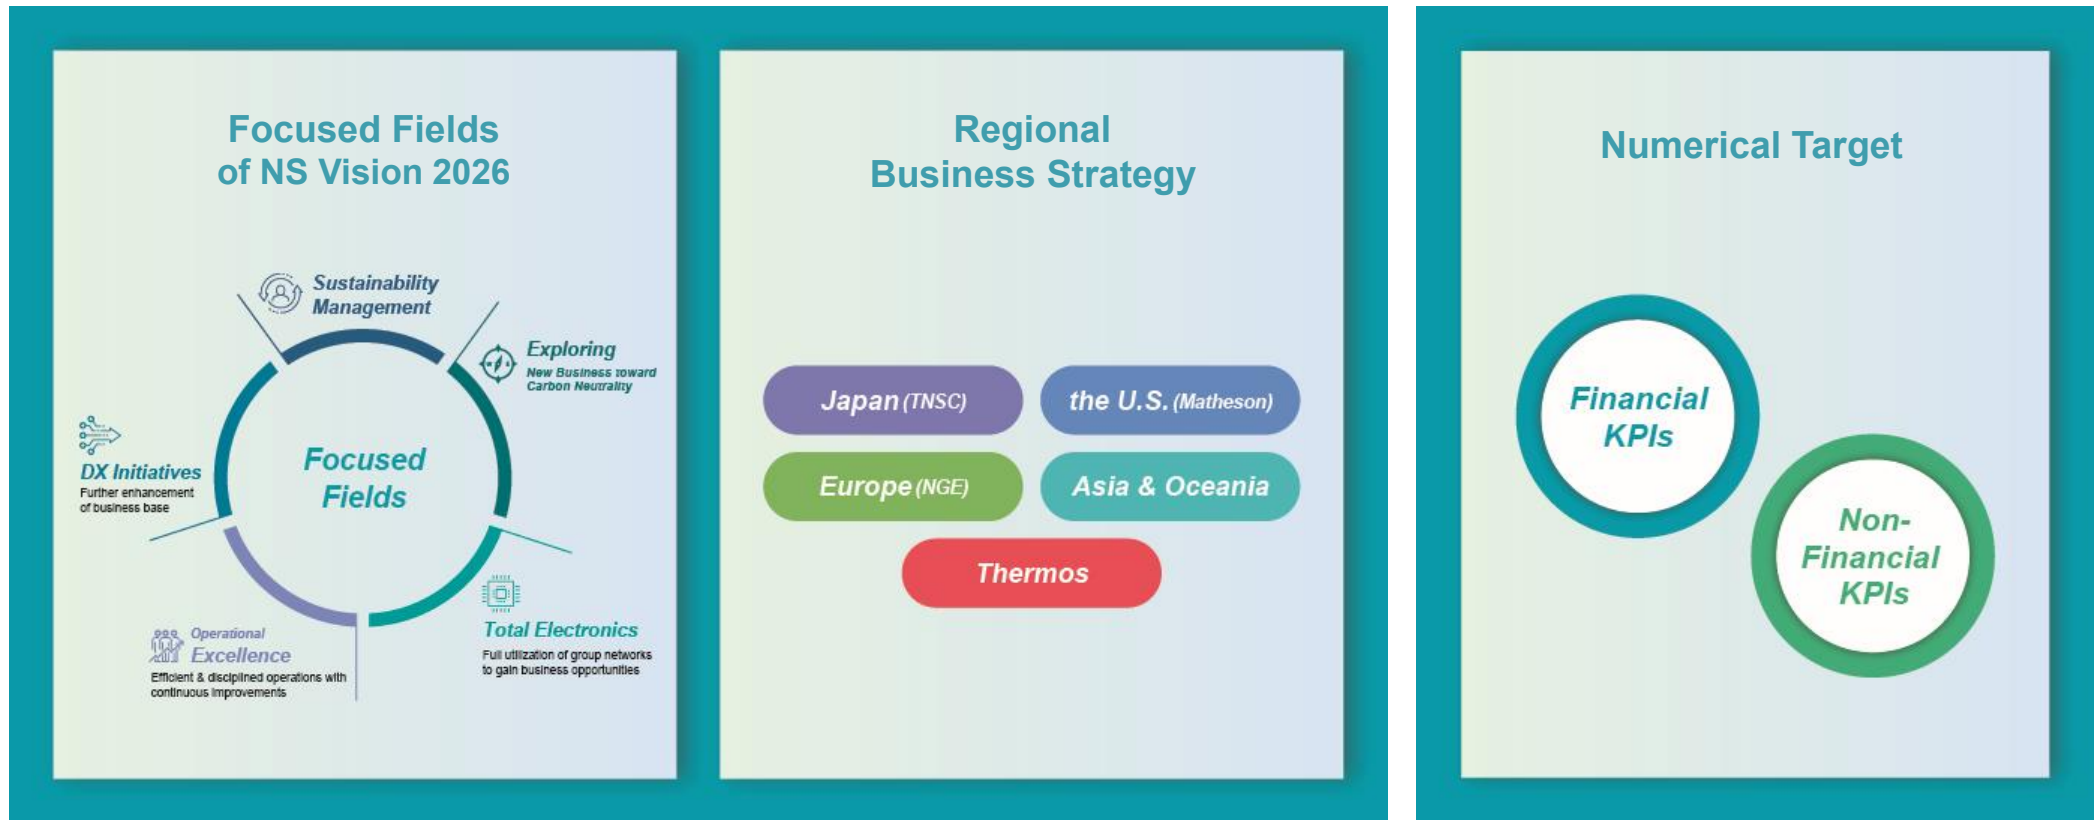 Focused Fields
of NS Vision 2026
Sustainability
Management
Exploring
New Business toward
Carbon Neutrality
DX Initiatives
Further enhancement
of business base
Focused
Fields
Operational
Excellence
Efficient & disciplined operations with
continuous improvements
Total Electronics
Full utilization of group networks
to gain business opportunities
Regional
Business Strategy
Japan (TNSC)
the U.S. (Matheson)
Europe (NGE)
Asia & Oceania
Thermos
Numerical Target
Financial
KPIs
Non-
Financial
KPIs